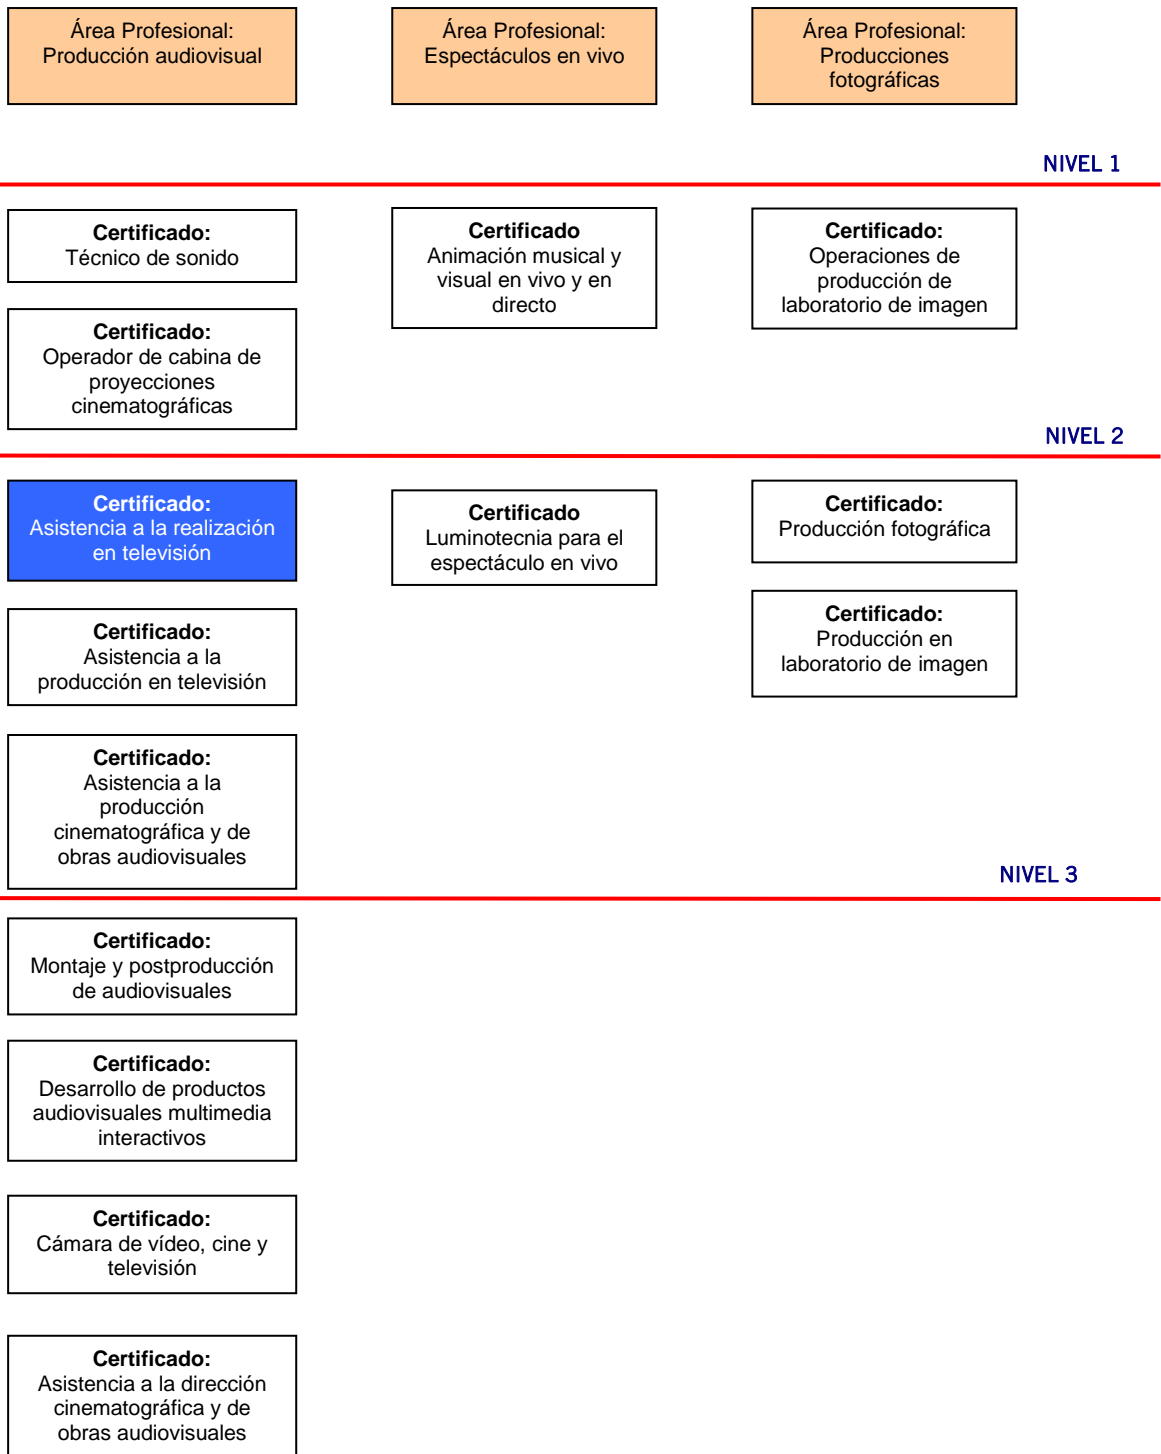 Área Profesional:
Producción audiovisual
Área Profesional:
Espectáculos en vivo
Área Profesional:
Producciones
fotográficas
NIVEL 1
Certificado:
Técnico de sonido
Certificado
Animación musical y
visual en vivo y en
directo
Certificado:
Operaciones de
producción de
laboratorio de imagen
Certificado:
Operador de cabina de
proyecciones
cinematográficas
NIVEL 2
Certificado:
Asistencia a la realización
en televisión
Certificado
Luminotecnia para el
espectáculo en vivo
Certificado:
Producción fotográfica
Certificado:
Asistencia a la
producción en televisión
Certificado:
Producción en
laboratorio de imagen
Certificado:
Asistencia a la
producción
cinematográfica y de
obras audiovisuales
NIVEL 3
Certificado:
Montaje y postproducción
de audiovisuales
Certificado:
Desarrollo de productos
audiovisuales multimedia
interactivos
Certificado:
Cámara de vídeo, cine y
televisión
Certificado:
Asistencia a la dirección
cinematográfica y de
obras audiovisuales